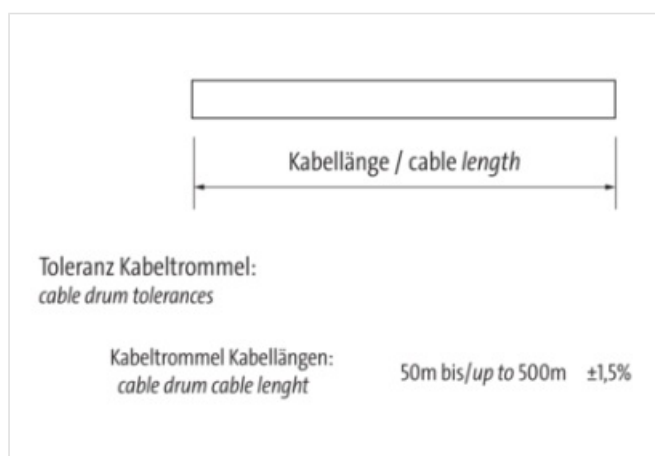 Kabellänge / cable length
Toleranz Kabeltrommel:
cable drum tolerances
Kabeltrommel Kabellängen:
cable drum cable lenght
50m bis/up to 500m ±1,5%